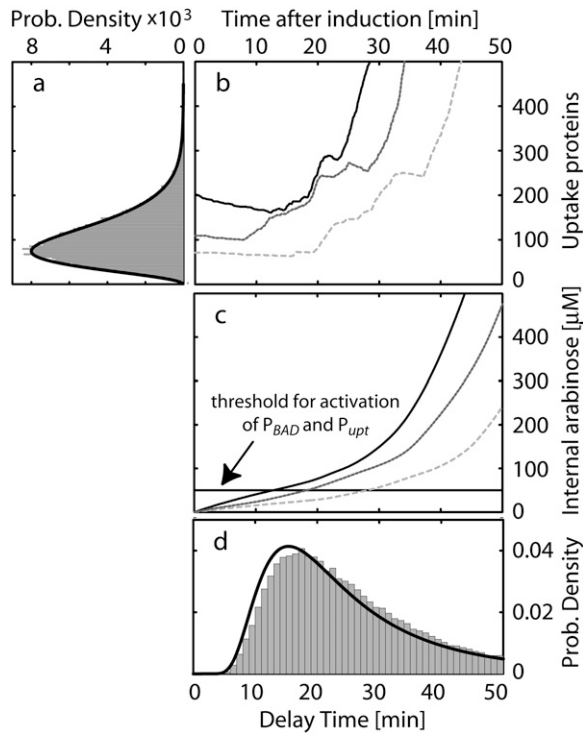 Prob. Density ×10³ Time after induction [min]
8 4 0 0 10 20 30 40 50
a b
400
300
200
100
0
Uptake proteins
c
400
300
200
100
0
Internal arabinose [μM]
threshold for activation
of P_BAD and P_upt
d
0.04
0.02
0
Prob. Density
0 10 20 30 40 50
Delay Time [min]